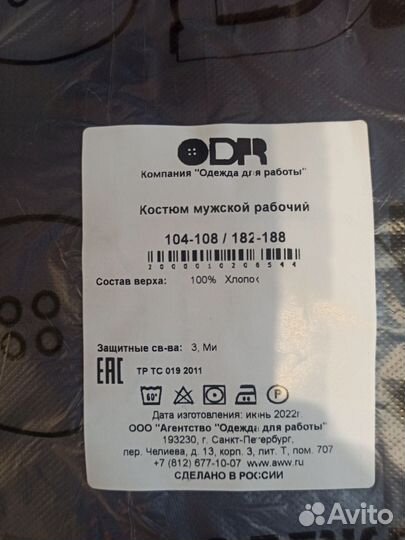 ODR
Компания "Одежда для работы"
Костюм мужской рабочий
104-108 / 182-188
2000010206544
Состав верха: 100% Хлопок
Защитные св-ва: З, Ми
EAC ТР ТС 019 2011
60° P
Дата изготовления: июнь 2022г.
ООО "Агентство "Одежда для работы"
193230, г. Санкт-Петербург,
пер. Челиева, д. 13, корп. 3, лит. Т, пом. 707
+7 (812) 677-10-07 www.aww.ru
СДЕЛАНО В РОССИИ
Avito